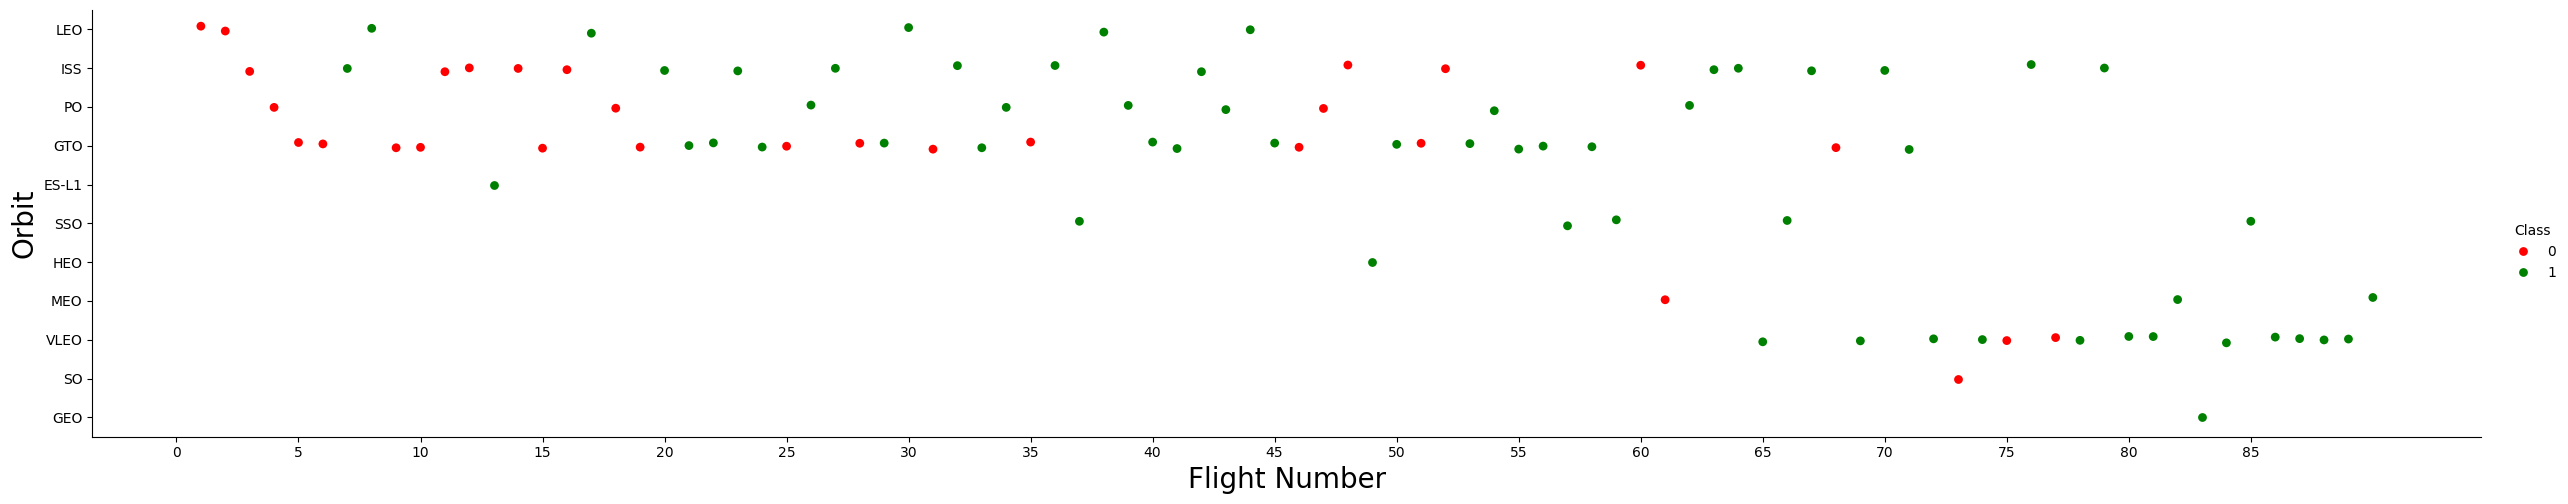 Orbit
LEO
ISS
PO
GTO
ES-L1
SSO
HEO
MEO
VLEO
SO
GEO
0 5 10 15 20 25 30 35 40 45 50 55 60 65 70 75 80 85
Flight Number
Class
0
1